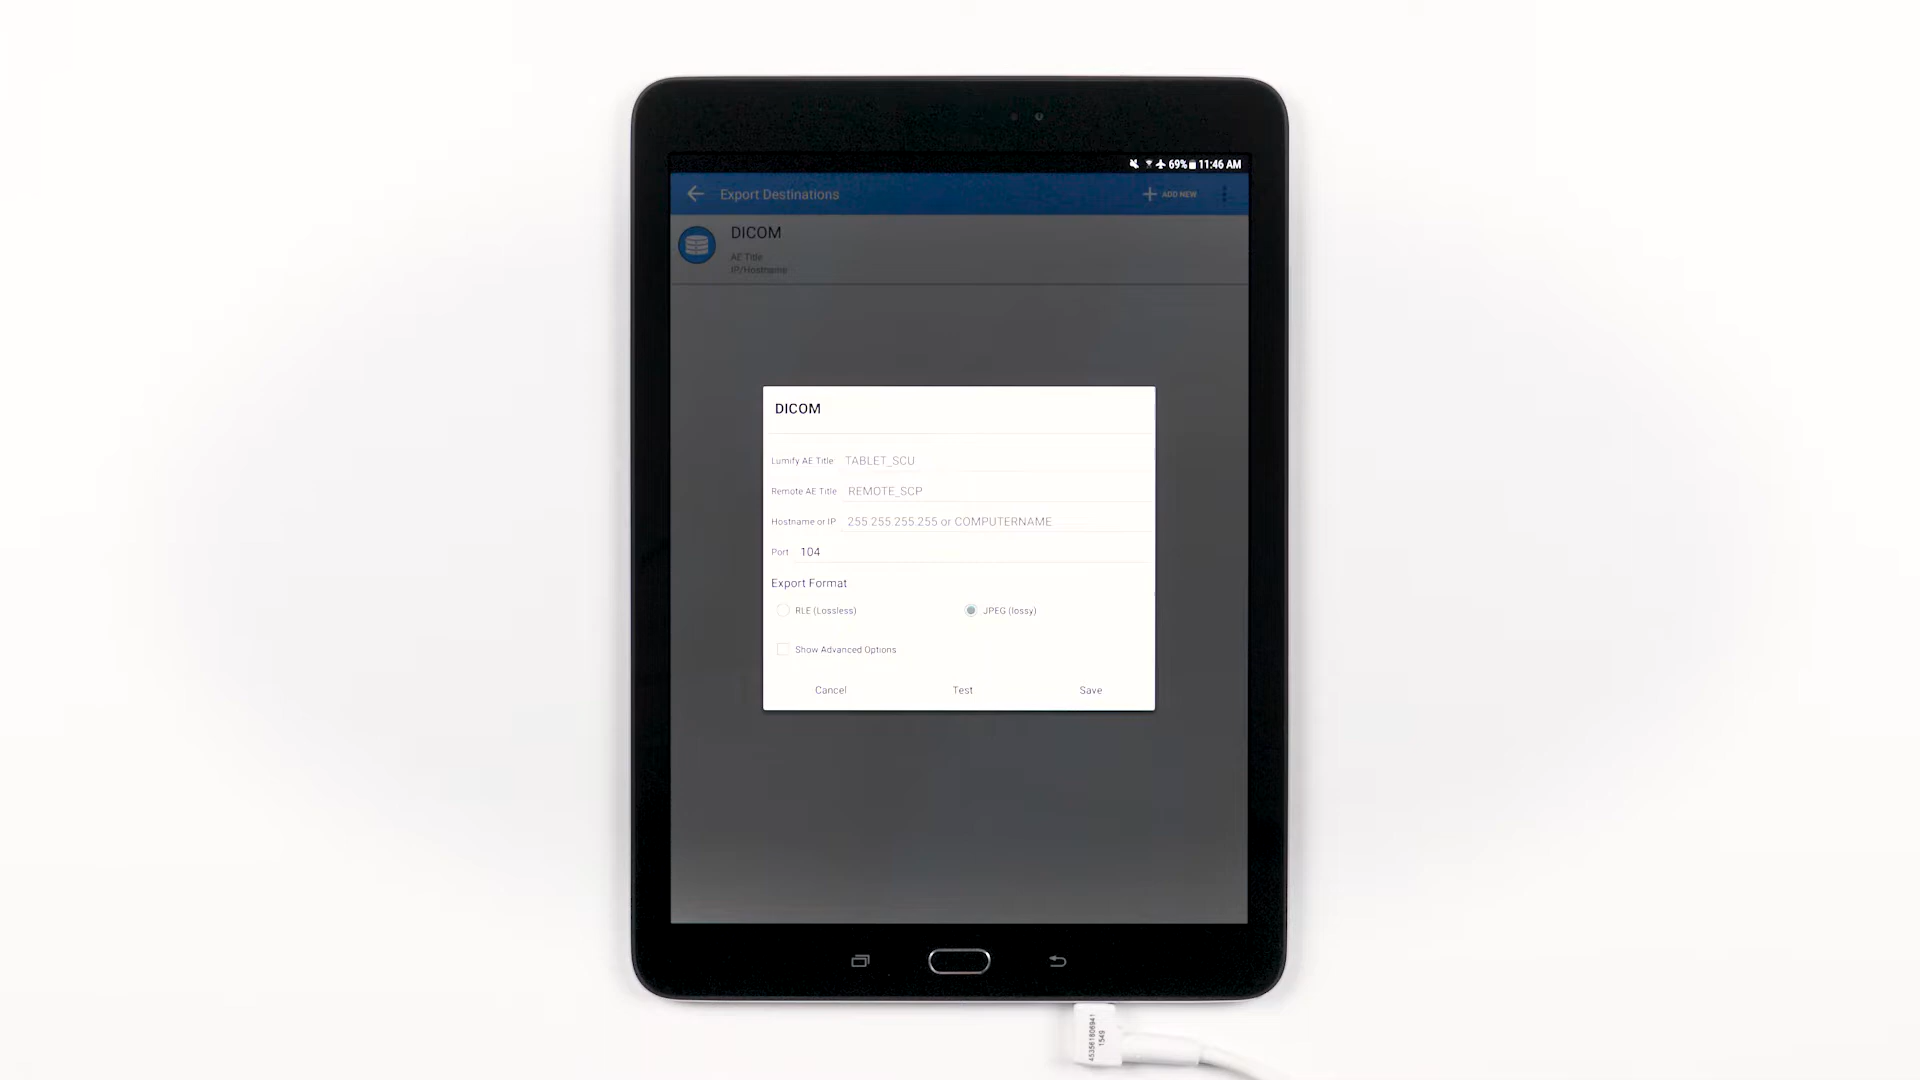 69% 11:46 AM
Export Destinations
ADD NEW
DICOM
AE Title
IP/Hostname
DICOM
Lumify AE Title TABLET_SCU
Remote AE Title REMOTE_SCP
Hostname or IP 255.255.255.255 or COMPUTERNAME
Port 104
Export Format
RLE (Lossless) JPEG (lossy)
Show Advanced Options
Cancel Test Save
453561806941
1549